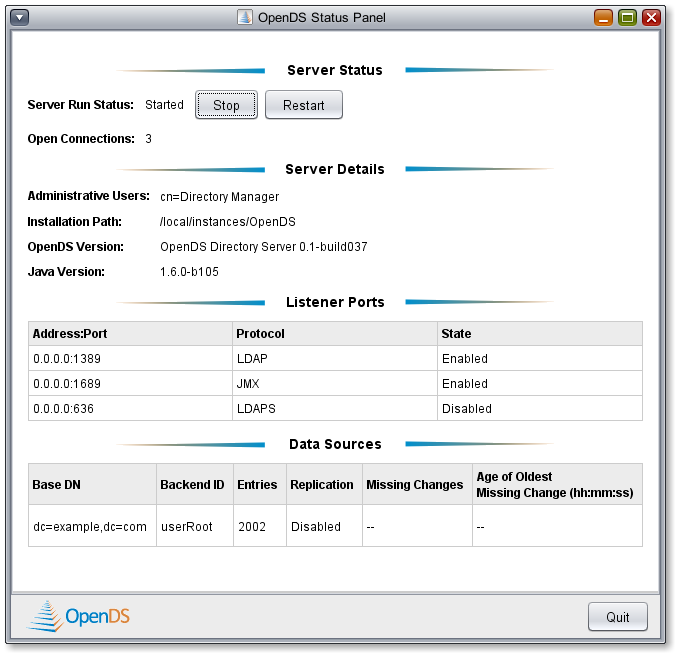 OpenDS Status Panel
Server Status
Server Run Status: Started Stop Restart
Open Connections: 3
Server Details
Administrative Users: cn=Directory Manager
Installation Path: /local/instances/OpenDS
OpenDS Version: OpenDS Directory Server 0.1-build037
Java Version: 1.6.0-b105
Listener Ports
Address:Port Protocol State
0.0.0.0:1389 LDAP Enabled
0.0.0.0:1689 JMX Enabled
0.0.0.0:636 LDAPS Disabled
Data Sources
Base DN Backend ID Entries Replication Missing Changes Age of Oldest
Missing Change (hh:mm:ss)
dc=example,dc=com userRoot 2002 Disabled -- --
OpenDS Quit